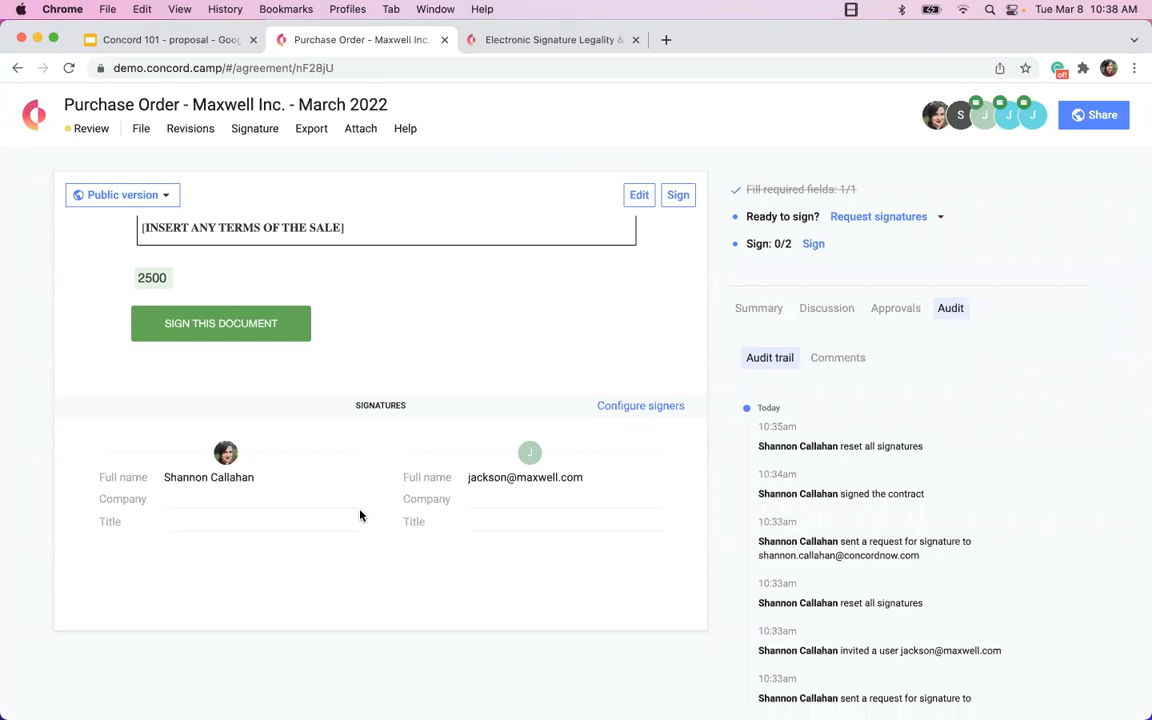 Chrome File Edit View History Bookmarks Profiles Tab Window Help Tue Mar 8 10:38 AM
Concord 101 - proposal - Goo
Purchase Order - Maxwell Inc.
Electronic Signature Legality &
demo.concord.camp/#/agreement/nF28jU
off
Purchase Order - Maxwell Inc. - March 2022
S J J J
Share
Review File Revisions Signature Export Attach Help
Public version
Edit
Sign
[INSERT ANY TERMS OF THE SALE]
2500
SIGN THIS DOCUMENT
SIGNATURES
Configure signers
J
Full name Shannon Callahan
Company
Title
Full name jackson@maxwell.com
Company
Title
Fill required fields: 1/1
Ready to sign? Request signatures
Sign: 0/2 Sign
Summary Discussion Approvals Audit
Audit trail Comments
Today
10:35am
Shannon Callahan reset all signatures
10:34am
Shannon Callahan signed the contract
10:33am
Shannon Callahan sent a request for signature to
shannon.callahan@concordnow.com
10:33am
Shannon Callahan reset all signatures
10:33am
Shannon Callahan invited a user jackson@maxwell.com
10:33am
Shannon Callahan sent a request for signature to